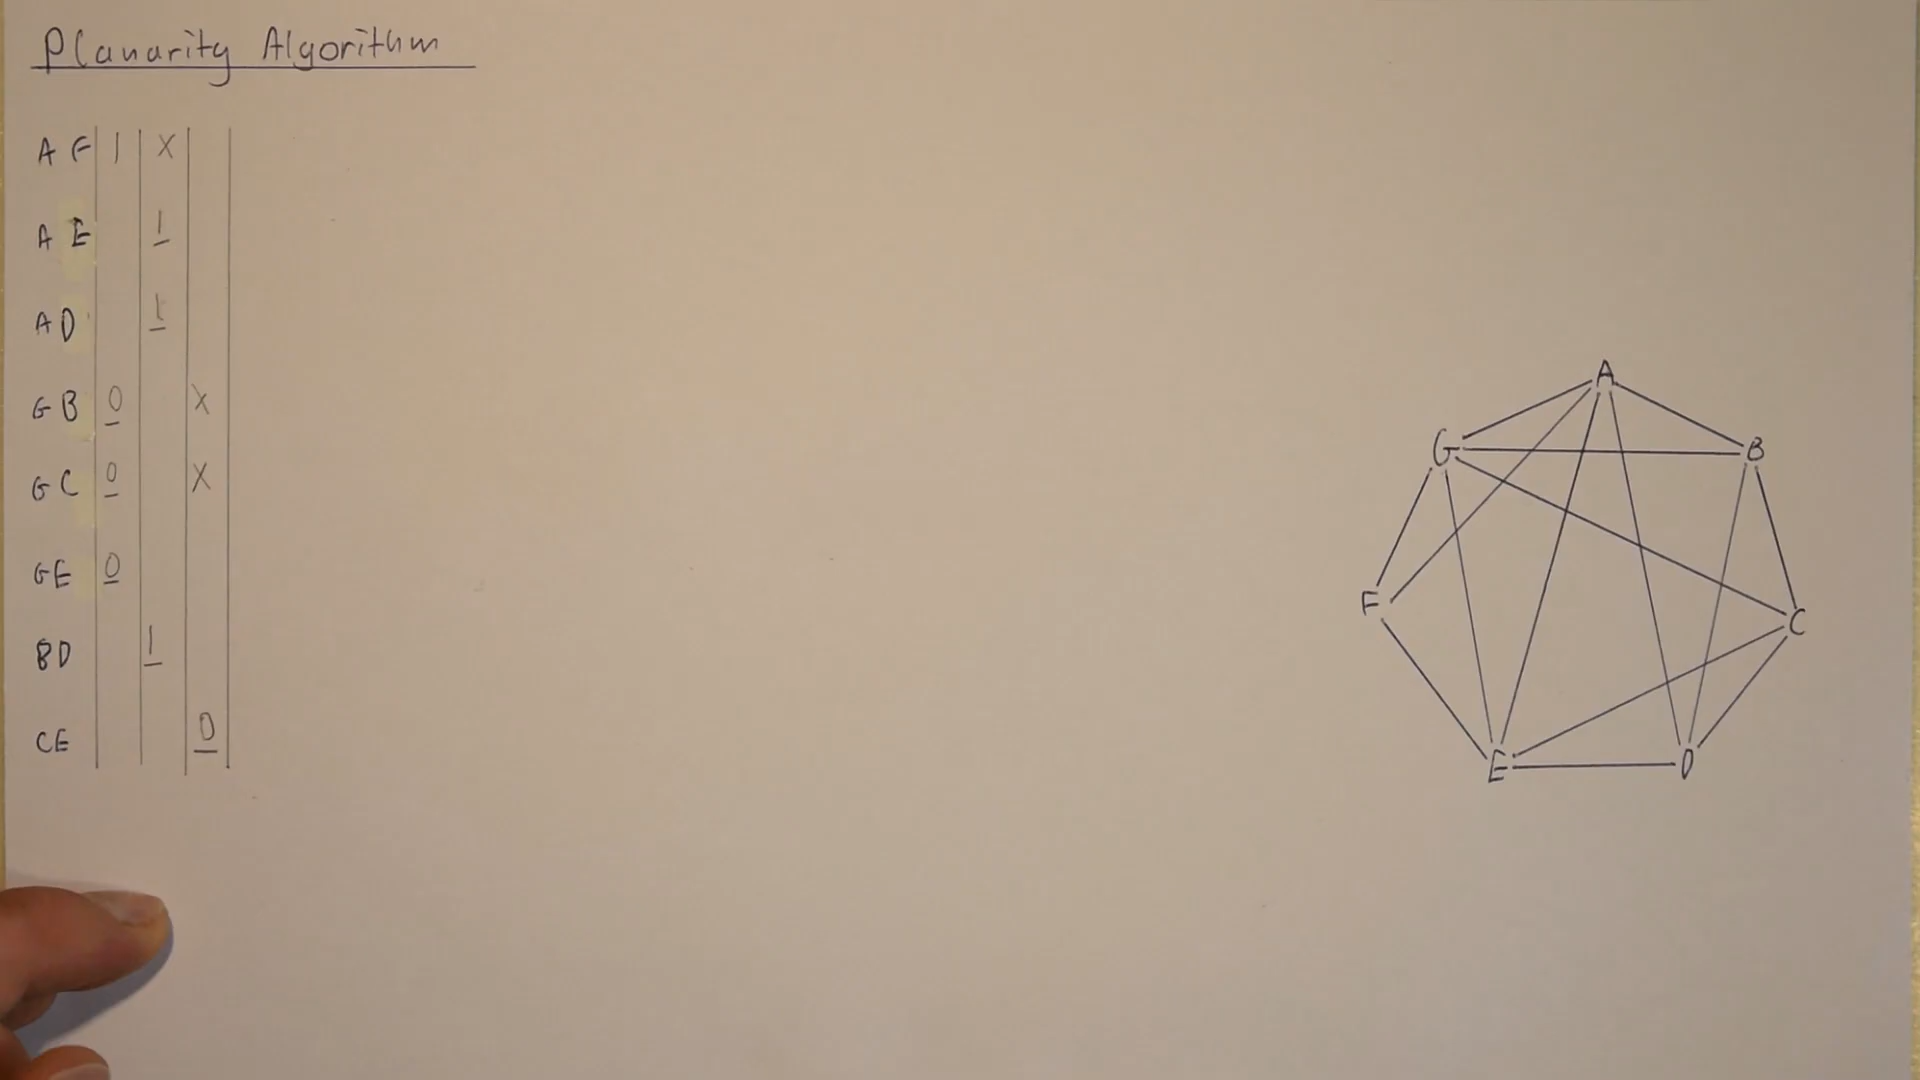 Planarity Algorithm
A F 1 X
A E 1
A D 1
G B 0 X
G C 0 X
G E 0
B D 1
C E 0
A
G B
F C
E D